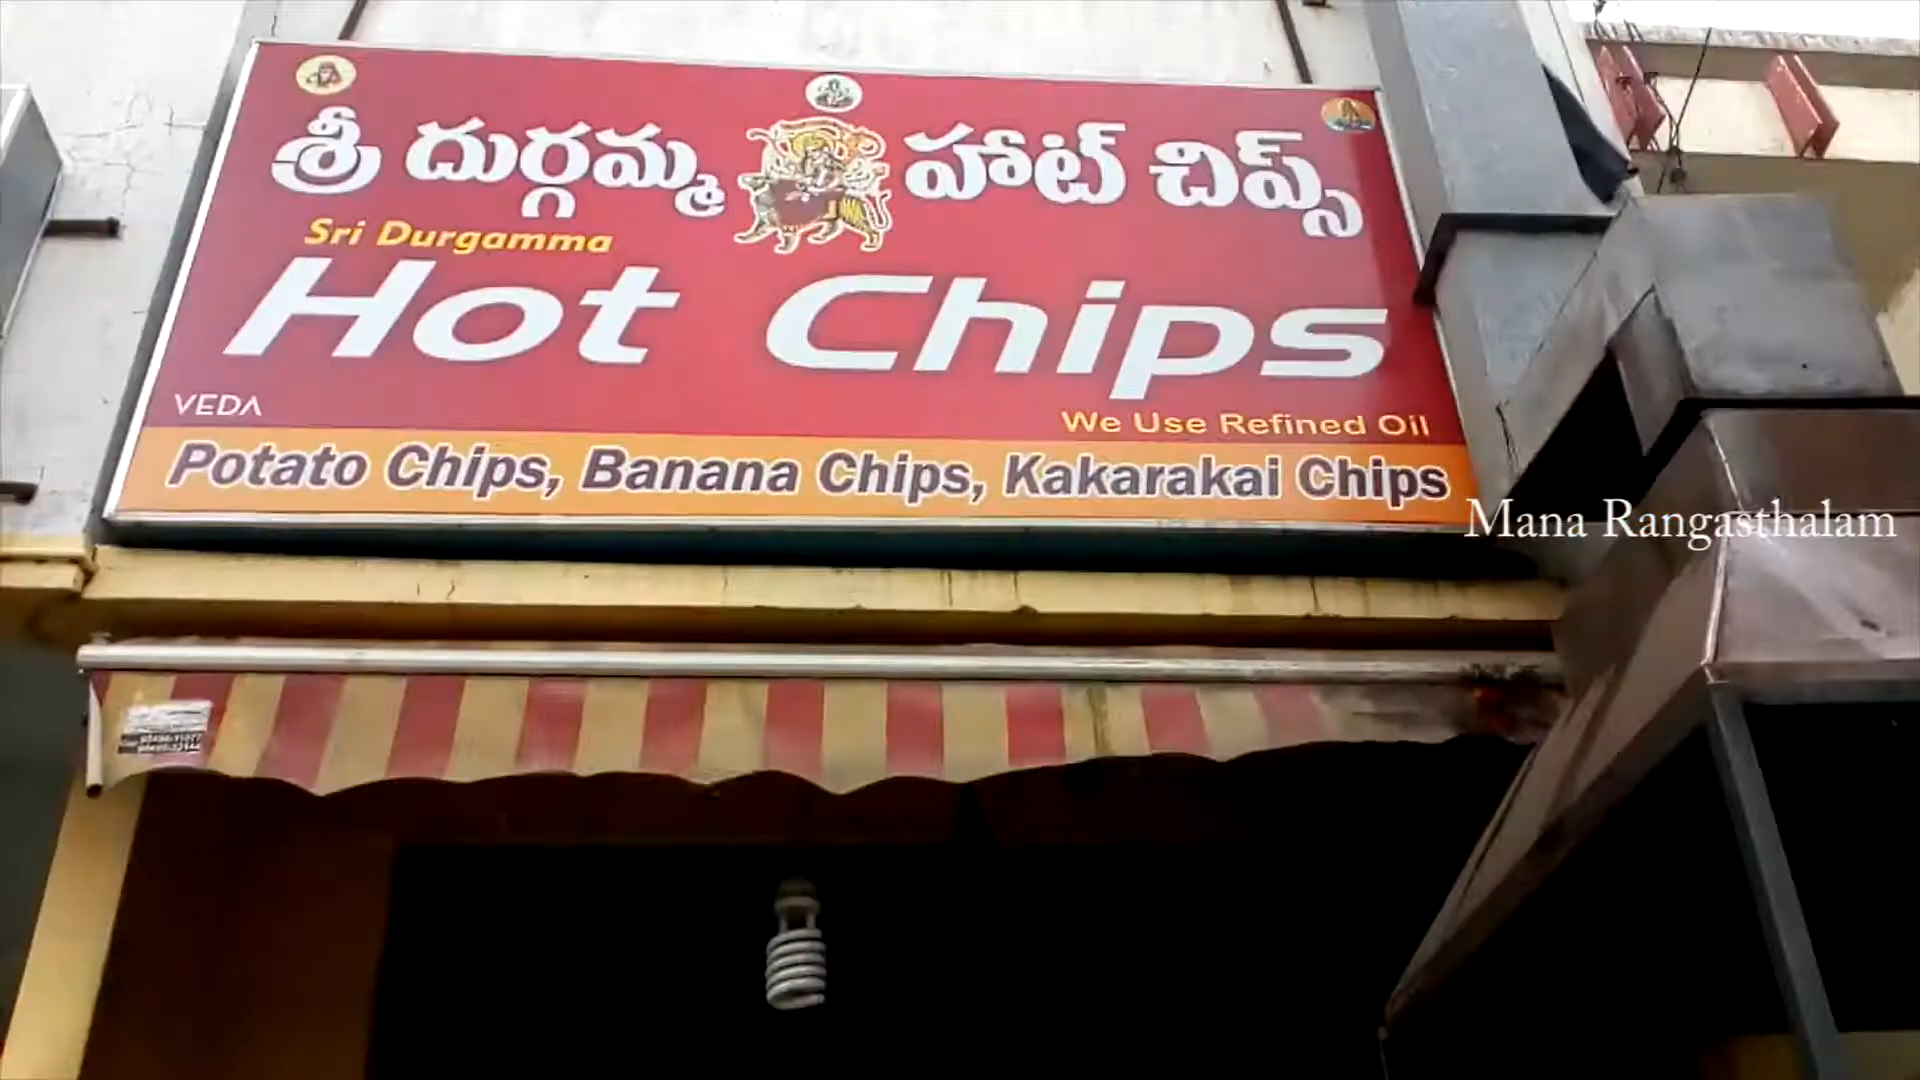 శ్రీ దుర్గమ్మ హాట్ చిప్స్
Sri Durgamma
Hot Chips
VEDA
We Use Refined Oil
Potato Chips, Banana Chips, Kakarakai Chips
Mana Rangasthalam